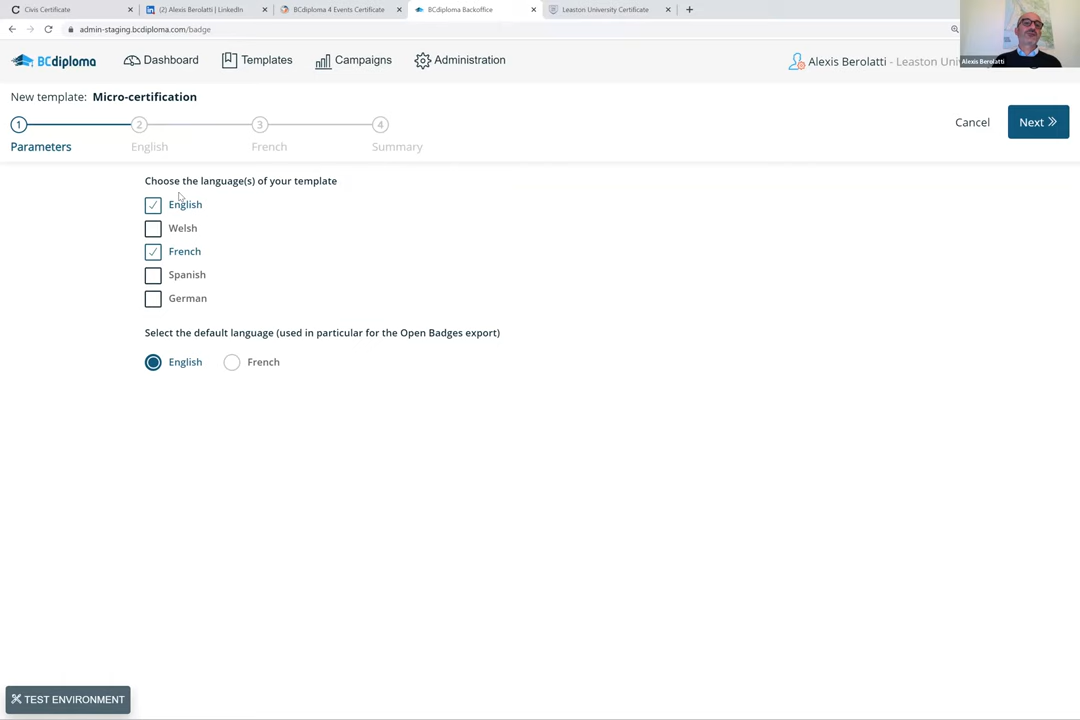 Civis Certificate
(2) Alexis Berolatti | LinkedIn
BCdiploma 4 Events Certificate
BCdiploma Backoffice
Leaston University Certificate
admin-staging.bcdiploma.com/badge
BCdiploma
Dashboard
Templates
Campaigns
Administration
Alexis Berolatti - Leaston Uni
Alexis Berolatti
New template: Micro-certification
1
2
3
4
Parameters
English
French
Summary
Cancel
Next
Choose the language(s) of your template
English
Welsh
French
Spanish
German
Select the default language (used in particular for the Open Badges export)
English
French
TEST ENVIRONMENT